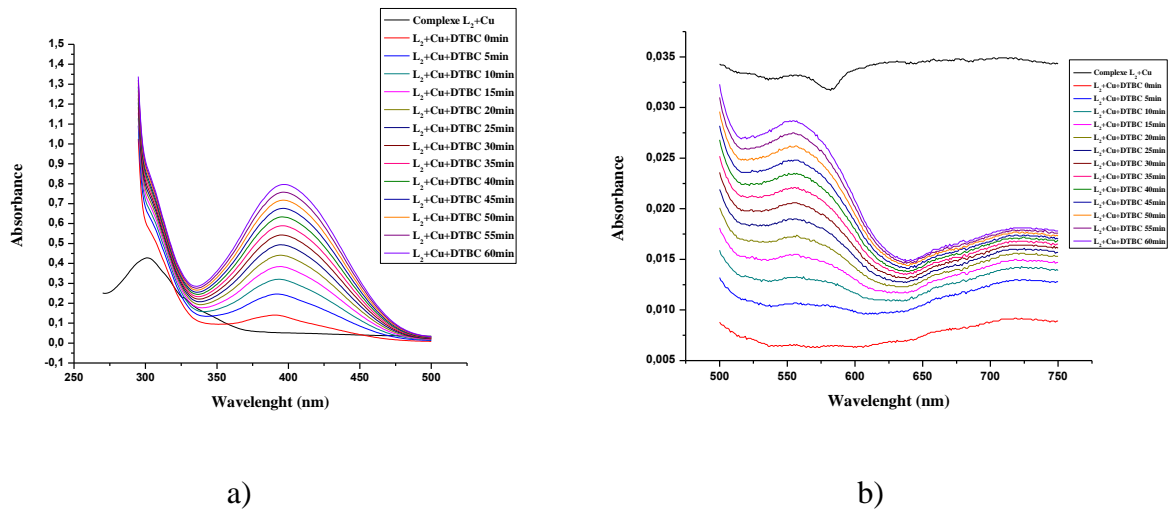 Complexe L2+Cu
L2+Cu+DTBC 0min
L2+Cu+DTBC 5min
L2+Cu+DTBC 10min
L2+Cu+DTBC 15min
L2+Cu+DTBC 20min
L2+Cu+DTBC 25min
L2+Cu+DTBC 30min
L2+Cu+DTBC 35min
L2+Cu+DTBC 40min
L2+Cu+DTBC 45min
L2+Cu+DTBC 50min
L2+Cu+DTBC 55min
L2+Cu+DTBC 60min
1,5
1,4
1,3
1,2
1,1
1,0
0,9
0,8
0,7
0,6
0,5
0,4
0,3
0,2
0,1
0,0
-0,1
Absorbance
250 300 350 400 450 500
Wavelenght (nm)
a)
Complexe L2+Cu
L2+Cu+DTBC 0min
L2+Cu+DTBC 5min
L2+Cu+DTBC 10min
L2+Cu+DTBC 15min
L2+Cu+DTBC 20min
L2+Cu+DTBC 25min
L2+Cu+DTBC 30min
L2+Cu+DTBC 35min
L2+Cu+DTBC 40min
L2+Cu+DTBC 45min
L2+Cu+DTBC 50min
L2+Cu+DTBC 55min
L2+Cu+DTBC 60min
0,035
0,030
0,025
0,020
0,015
0,010
0,005
Absorbance
500 550 600 650 700 750
Wavelenght (nm)
b)